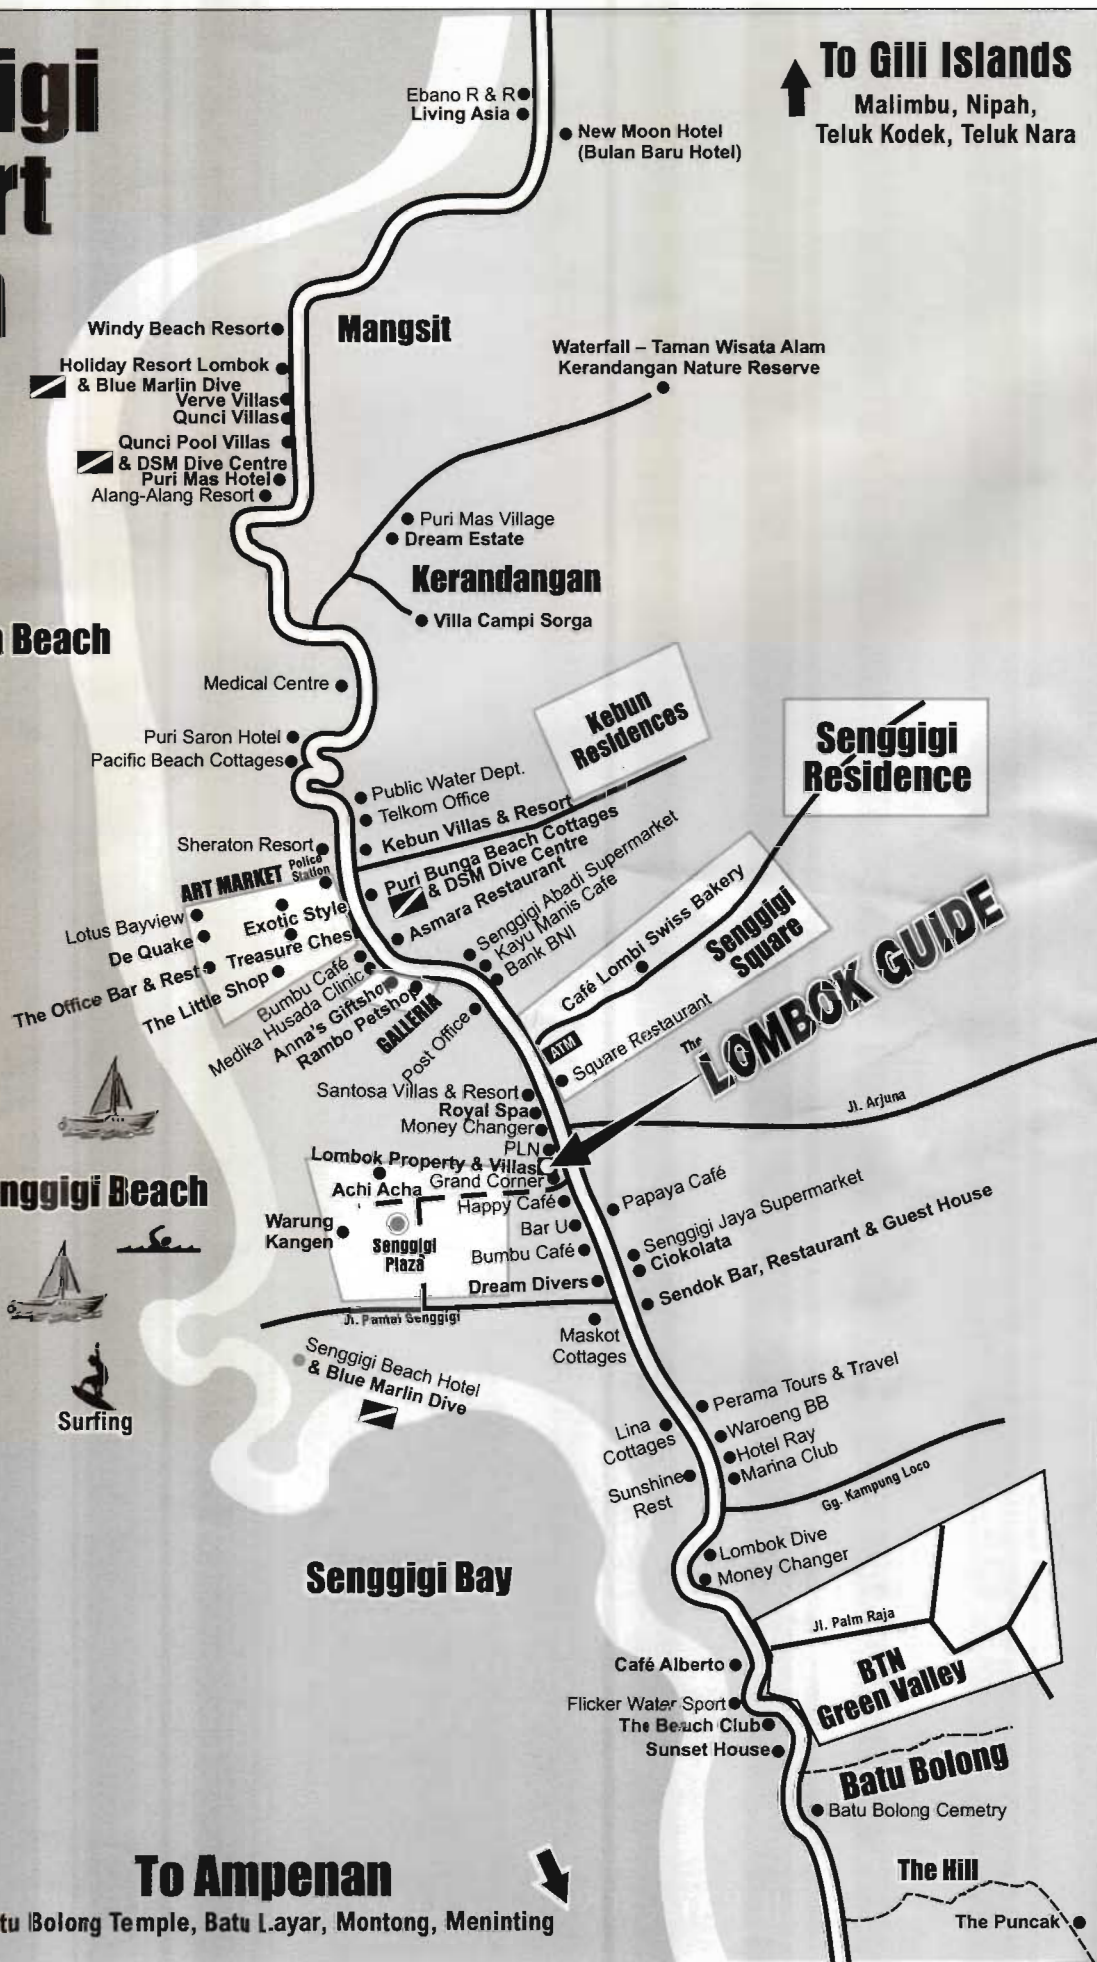 igi
rt
To Gili Islands
Malimbu, Nipah,
Teluk Kodek, Teluk Nara
Ebano R & R
Living Asia
New Moon Hotel
(Bulan Baru Hotel)
Mangsit
Windy Beach Resort
Holiday Resort Lombok
& Blue Marlin Dive
Verve Villas
Qunci Villas
Qunci Pool Villas
& DSM Dive Centre
Puri Mas Hotel
Alang-Alang Resort
Waterfall – Taman Wisata Alam
Kerandangan Nature Reserve
Puri Mas Village
Dream Estate
Kerandangan
Villa Campi Sorga
Beach
Medical Centre
Puri Saron Hotel
Pacific Beach Cottages
Kebun
Residences
Senggigi
Residence
Public Water Dept.
Telkom Office
Kebun Villas & Resort
Puri Bunga Beach Cottages
& DSM Dive Centre
Asmara Restaurant
Senggigi Abadi Supermarket
Kayu Manis Cafe
Bank BNI
Sheraton Resort
ART MARKET
Police
Station
Lotus Bayview
De Quake
The Office Bar & Rest
Exotic Style
Treasure Chest
The Little Shop
Bumbu Café
Medika Husada Clinic
Anna's Giftshop
Rambo Petshop
GALLERIA
Post Office
Café Lombi Swiss Bakery
Senggigi
Square
ATM
Square Restaurant
The
LOMBOK GUIDE
Jl. Arjuna
Santosa Villas & Resort
Royal Spa
Money Changer
PLN
Lombok Property & Villas
Grand Corner
Achi Acha
Happy Café
Warung
Kangen
Senggigi
Plaza
Bar U
Bumbu Café
Dream Divers
Jl. Pantai Senggigi
nggigi Beach
Papaya Café
Senggigi Jaya Supermarket
Ciokolata
Sendok Bar, Restaurant & Guest House
Maskot
Cottages
Senggigi Beach Hotel
& Blue Marlin Dive
Surfing
Perama Tours & Travel
Waroeng BB
Hotel Ray
Marina Club
Lina
Cottages
Sunshine
Rest
Gg. Kampung Loco
Lombok Dive
Money Changer
Senggigi Bay
Jl. Palm Raja
BTN
Green Valley
Café Alberto
Flicker Water Sport
The Beach Club
Sunset House
Batu Bolong
Batu Bolong Cemetry
The Hill
The Puncak
To Ampenan
tu Bolong Temple, Batu Layar, Montong, Meninting